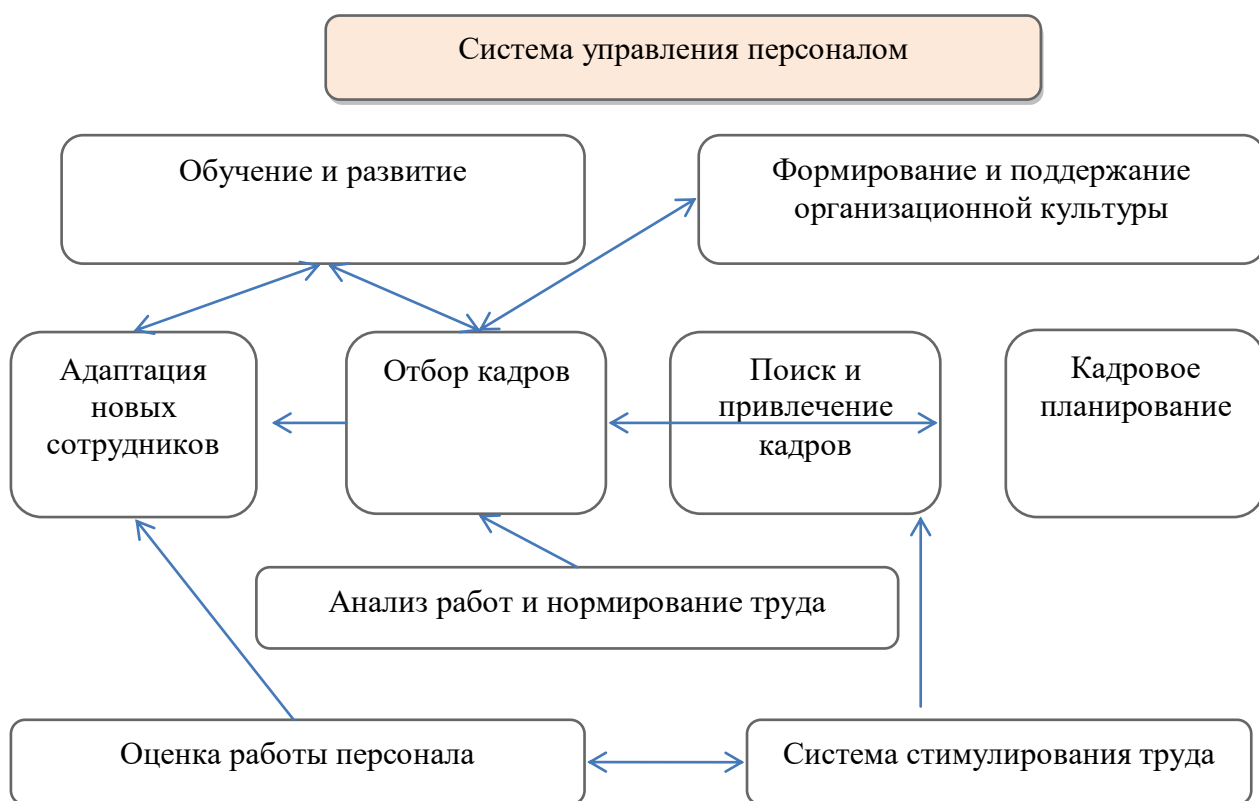 Система управления персоналом
Обучение и развитие
Формирование и поддержание
организационной культуры
Адаптация
новых
сотрудников
Отбор кадров
Поиск и
привлечение
кадров
Кадровое
планирование
Анализ работ и нормирование труда
Оценка работы персонала
Система стимулирования труда